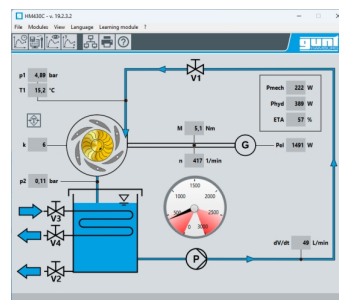 HM430C - v. 19.2.3.2
File Modules View Language Learning module ?
gunt
p1 4,89 bar
T1 15,2 °C
V1
Pmech 222 W
Phyd 389 W
ETA 57 %
M 5,1 Nm
k 6
G
Pel 1491 W
n 417 1/min
p2 0,11 bar
V3
V4
V2
0 500 1000 1500 2000 2500 3000
P
dV/dt 49 L/min